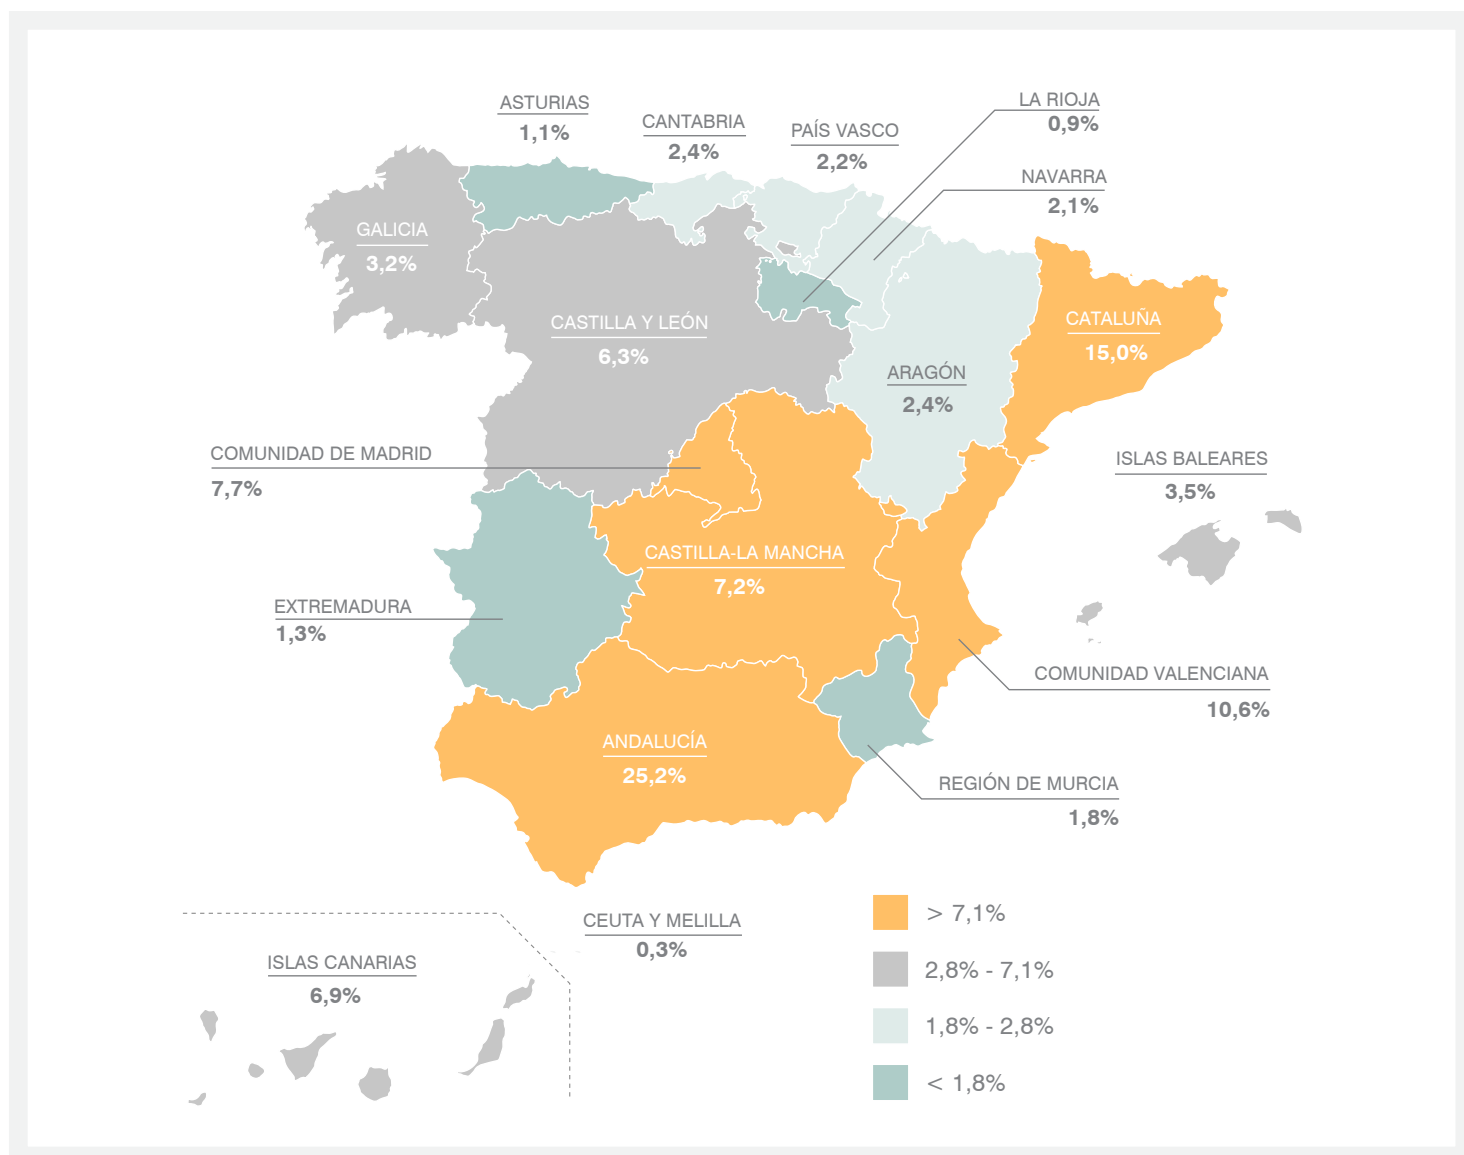 ASTURIAS
1,1%
CANTABRIA
2,4%
PAÍS VASCO
2,2%
LA RIOJA
0,9%
NAVARRA
2,1%
GALICIA
3,2%
CASTILLA Y LEÓN
6,3%
CATALUÑA
15,0%
ARAGÓN
2,4%
COMUNIDAD DE MADRID
7,7%
ISLAS BALEARES
3,5%
CASTILLA-LA MANCHA
7,2%
EXTREMADURA
1,3%
COMUNIDAD VALENCIANA
10,6%
ANDALUCÍA
25,2%
REGIÓN DE MURCIA
1,8%
CEUTA Y MELILLA
0,3%
ISLAS CANARIAS
6,9%
> 7,1%
2,8% - 7,1%
1,8% - 2,8%
< 1,8%